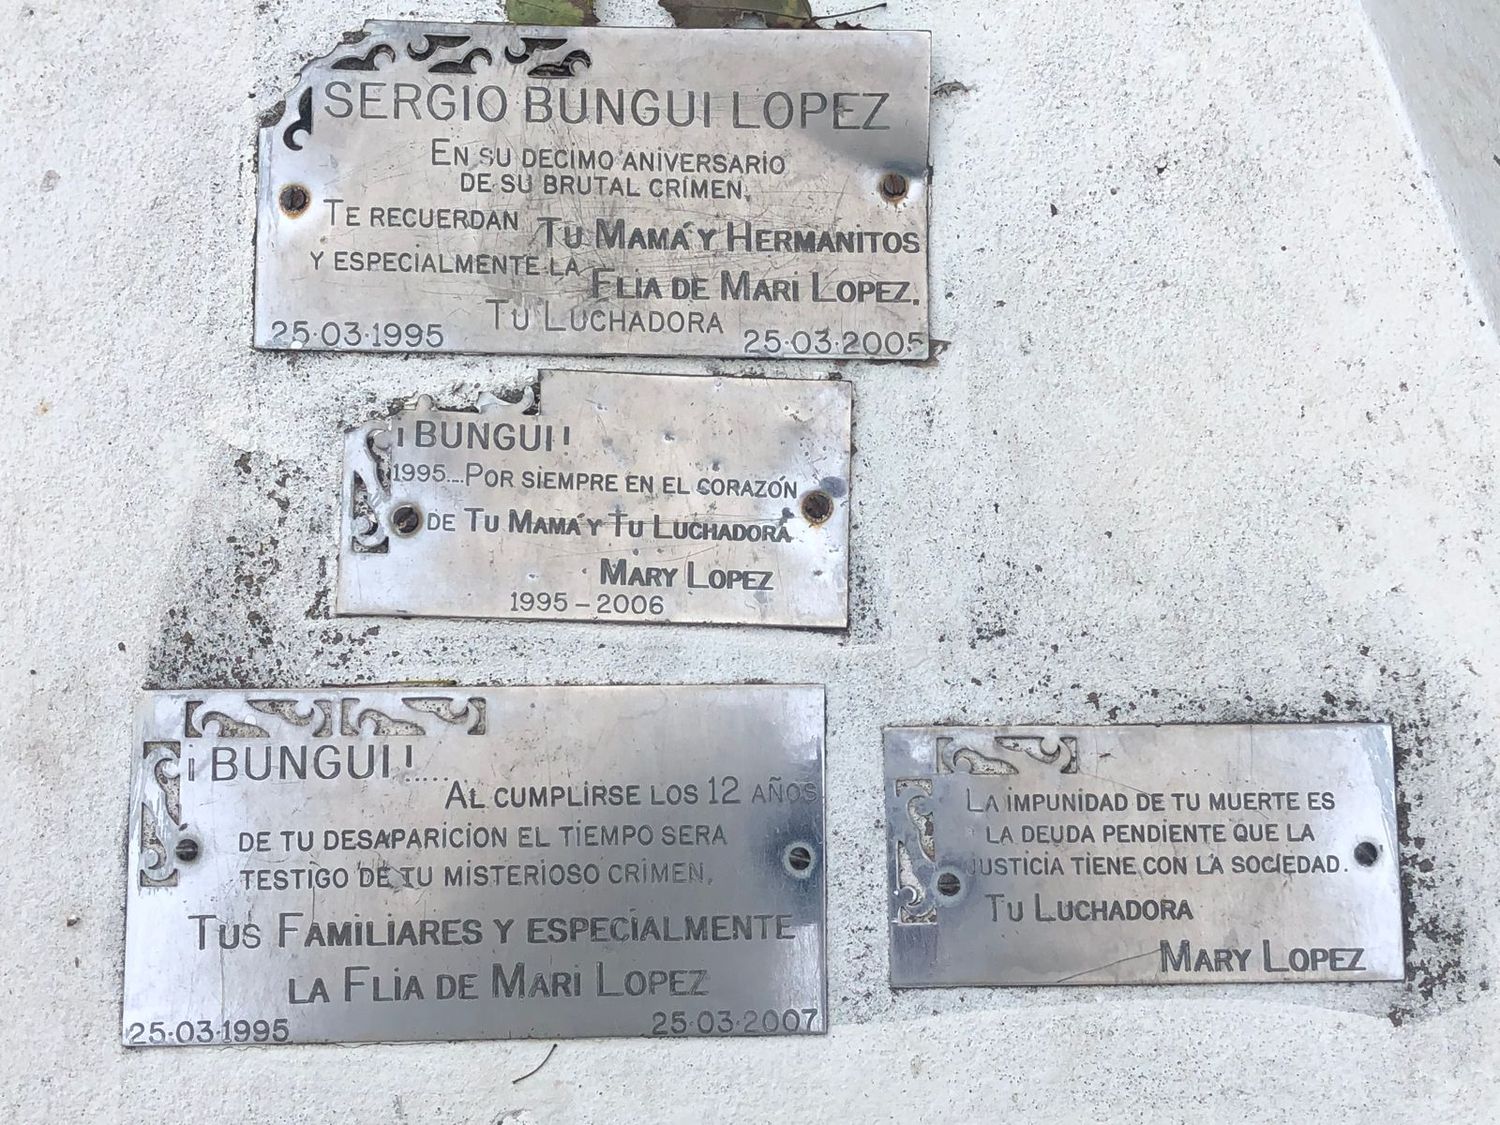 SERGIO BUNGUI LOPEZ
EN SU DECIMO ANIVERSARIO
DE SU BRUTAL CRIMEN.
TE RECUERDAN TU MAMÁ Y HERMANITOS
Y ESPECIALMENTE LA FLIA DE MARI LOPEZ.
TU LUCHADORA
25·03·1995 25·03·2005
¡BUNGUI!
1995....POR SIEMPRE EN EL CORAZÓN
DE TU MAMÁ Y TU LUCHADORA
MARY LOPEZ
1995 – 2006
¡BUNGUI!.....
AL CUMPLIRSE LOS 12 AÑOS
DE TU DESAPARICION EL TIEMPO SERA
TESTIGO DE TU MISTERIOSO CRIMEN.
TUS FAMILIARES Y ESPECIALMENTE
LA FLIA DE MARI LOPEZ
25·03·1995 25·03·2007
LA IMPUNIDAD DE TU MUERTE ES
LA DEUDA PENDIENTE QUE LA
JUSTICIA TIENE CON LA SOCIEDAD.
TU LUCHADORA
MARY LOPEZ